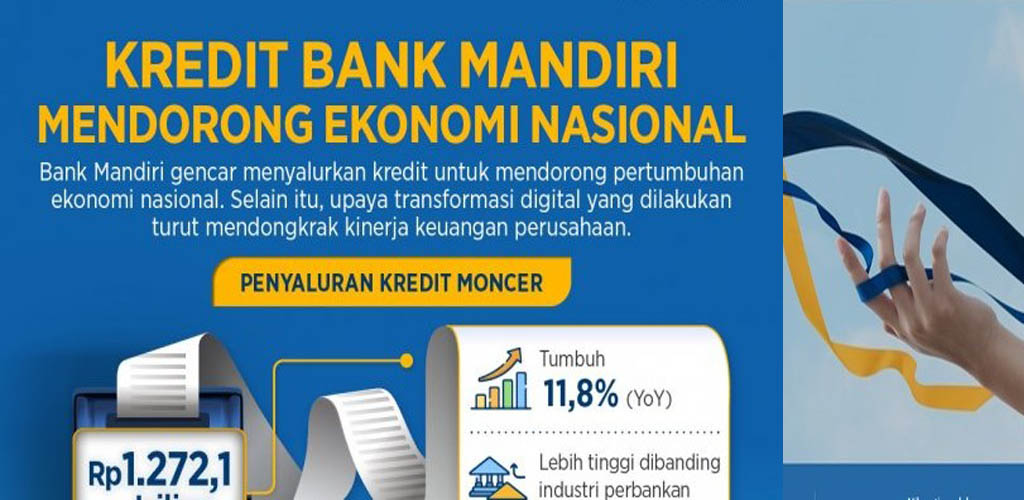 KREDIT BANK MANDIRI
MENDORONG EKONOMI NASIONAL
Bank Mandiri gencar menyalurkan kredit untuk mendorong pertumbuhan
ekonomi nasional. Selain itu, upaya transformasi digital yang dilakukan
turut mendongkrak kinerja keuangan perusahaan.
PENYALURAN KREDIT MONCER
Rp1.272,1
Tumbuh
11,8% (YoY)
Lebih tinggi dibanding
industri perbankan